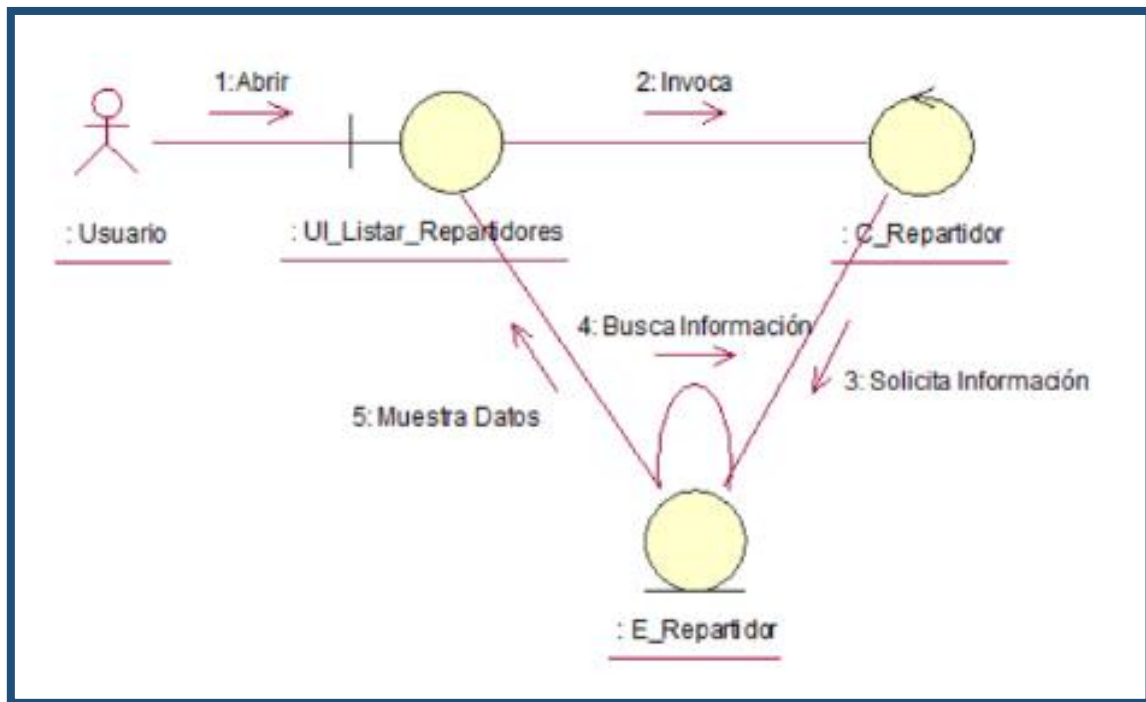 1:Abrir
2: Invoca
: Usuario
: UI_Listar_Repartidores
: C_Repartidor
4: Busca Información
3: Solicita Información
5: Muestra Datos
: E_Repartidor